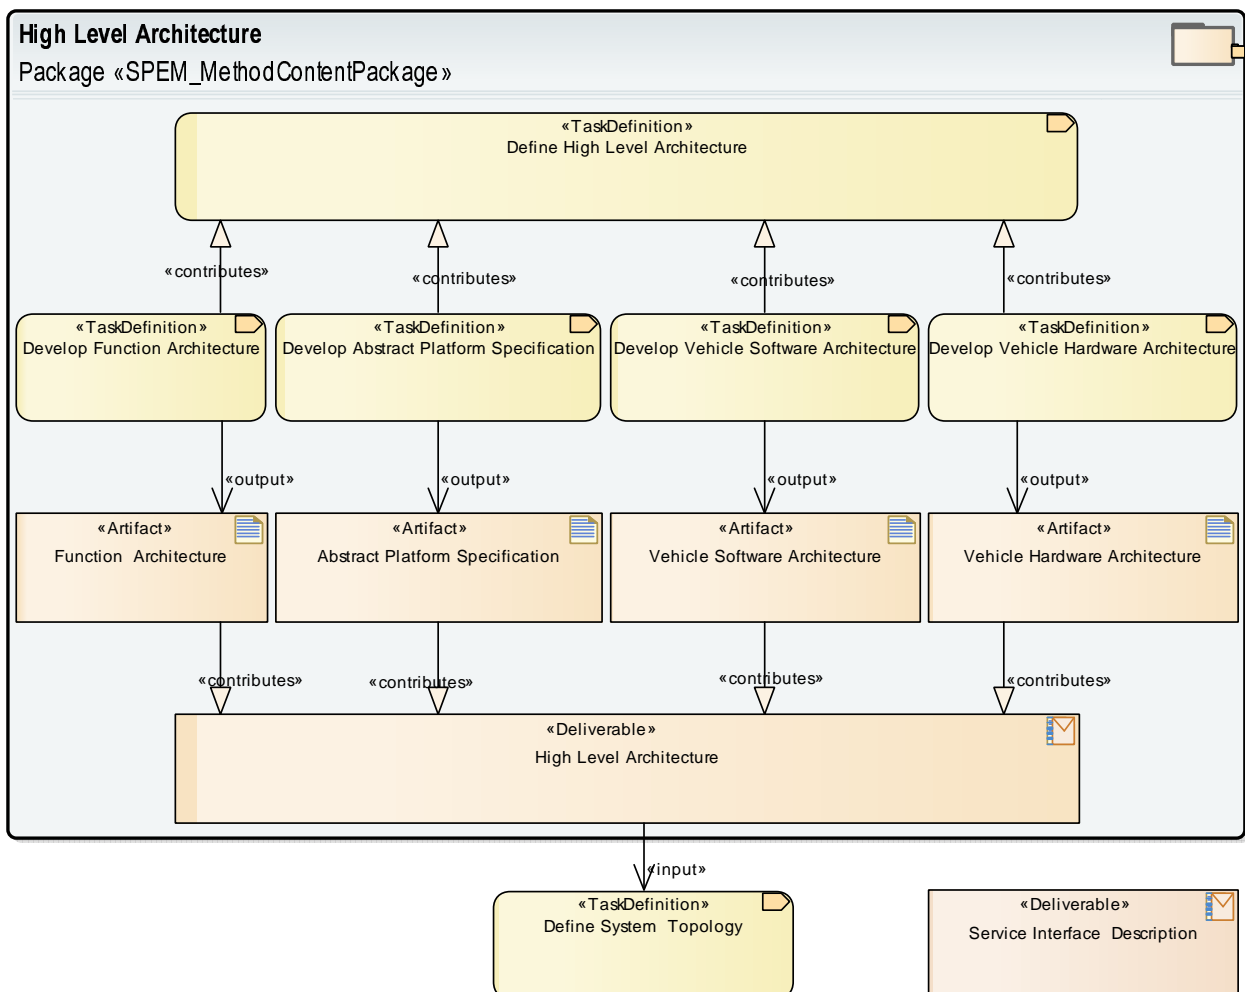 High Level Architecture
Package «SPEM_MethodContentPackage»
«TaskDefinition»
Define High Level Architecture
«contributes»
«contributes»
«contributes»
«contributes»
«TaskDefinition»
Develop Function Architecture
«TaskDefinition»
Develop Abstract Platform Specification
«TaskDefinition»
Develop Vehicle Software Architecture
«TaskDefinition»
Develop Vehicle Hardware Architecture
«output»
«output»
«output»
«output»
«Artifact»
Function Architecture
«Artifact»
Abstract Platform Specification
«Artifact»
Vehicle Software Architecture
«Artifact»
Vehicle Hardware Architecture
«contributes»
«contributes»
«contributes»
«contributes»
«Deliverable»
High Level Architecture
«input»
«TaskDefinition»
Define System Topology
«Deliverable»
Service Interface Description